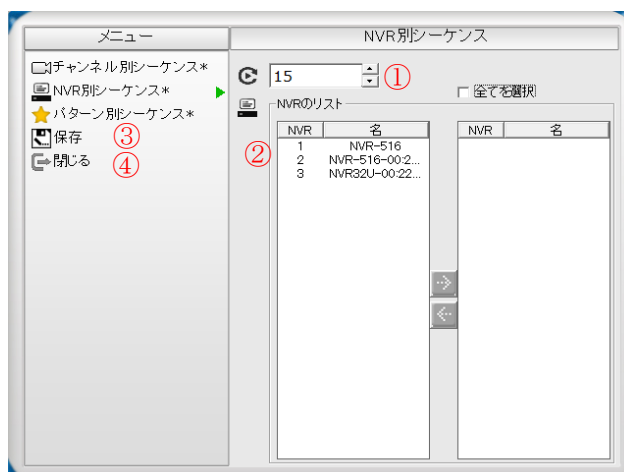 メニュー
チャンネル別シーケンス*
NVR別シーケンス*
パターン別シーケンス*
保存
③
閉じる
④
NVR別シーケンス
15
①
全てを選択
NVRのリスト
②
NVR 名
1 NVR-516
2 NVR-516-00:2...
3 NVR32U-00:22...
NVR 名